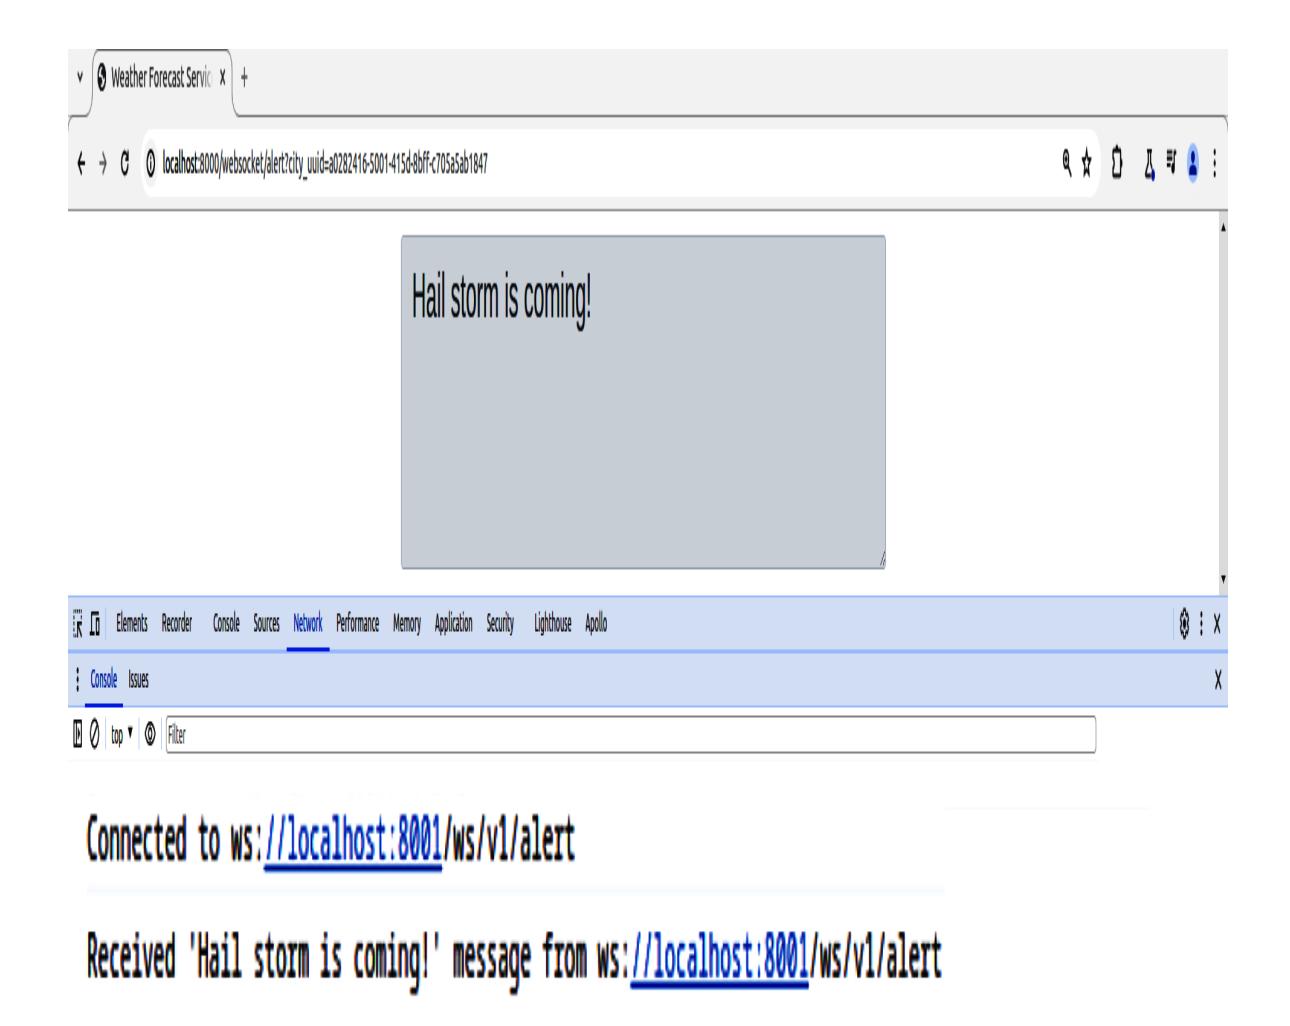 Weather Forecast Servic
localhost:8000/websocket/alert?city_uuid=a0282416-5001-415d-8bff-c705a5ab1847
Hail storm is coming!
Elements Recorder Console Sources Network Performance Memory Application Security Lighthouse Apollo
Console Issues
top Filter
Connected to ws://localhost:8001/ws/v1/alert
Received 'Hail storm is coming!' message from ws://localhost:8001/ws/v1/alert